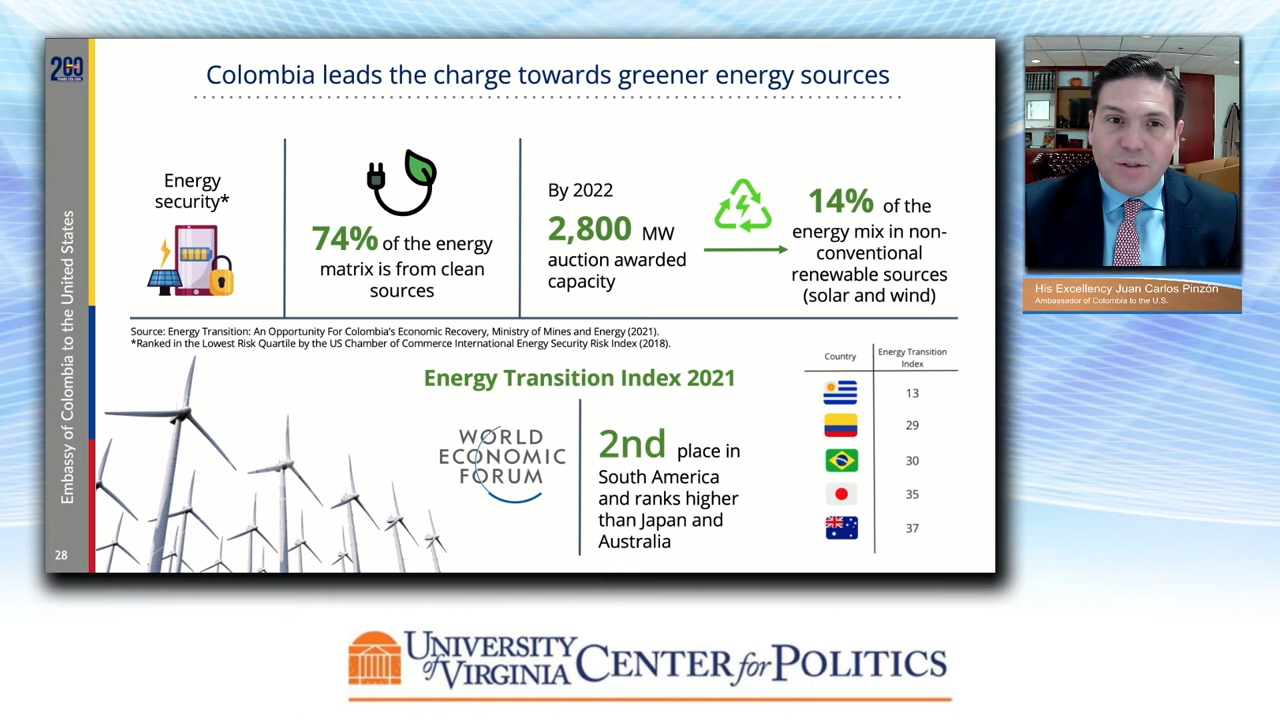 200
Embassy of Colombia to the United States
28
Colombia leads the charge towards greener energy sources
Energy
security*
74% of the energy
matrix is from clean
sources
By 2022
2,800 MW
auction awarded
capacity
14% of the
energy mix in non-
conventional
renewable sources
(solar and wind)
Source: Energy Transition: An Opportunity For Colombia's Economic Recovery, Ministry of Mines and Energy (2021).
*Ranked in the Lowest Risk Quartile by the US Chamber of Commerce International Energy Security Risk Index (2018).
Energy Transition Index 2021
WORLD
ECONOMIC
FORUM
2nd place in
South America
and ranks higher
than Japan and
Australia
Country
Energy Transition
Index
13
29
30
35
37
His Excellency Juan Carlos Pinzón
Ambassador of Colombia to the U.S.
UNIVERSITY
of VIRGINIA
CENTER for POLITICS